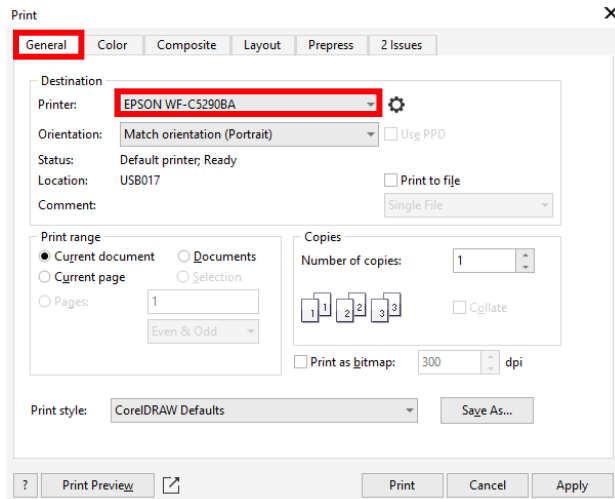 Print
General Color Composite Layout Prepress 2 Issues
Destination
Printer: EPSON WF-C5290BA
Orientation: Match orientation (Portrait) Use PPD
Status: Default printer; Ready
Location: USB017 Print to file
Comment: Single File
Print range
Current document Documents
Current page Selection
Pages: 1
Even & Odd
Copies
Number of copies: 1
1 1 2 2 3 3 Collate
Print as bitmap: 300 dpi
Print style: CorelDRAW Defaults Save As...
? Print Preview Print Cancel Apply